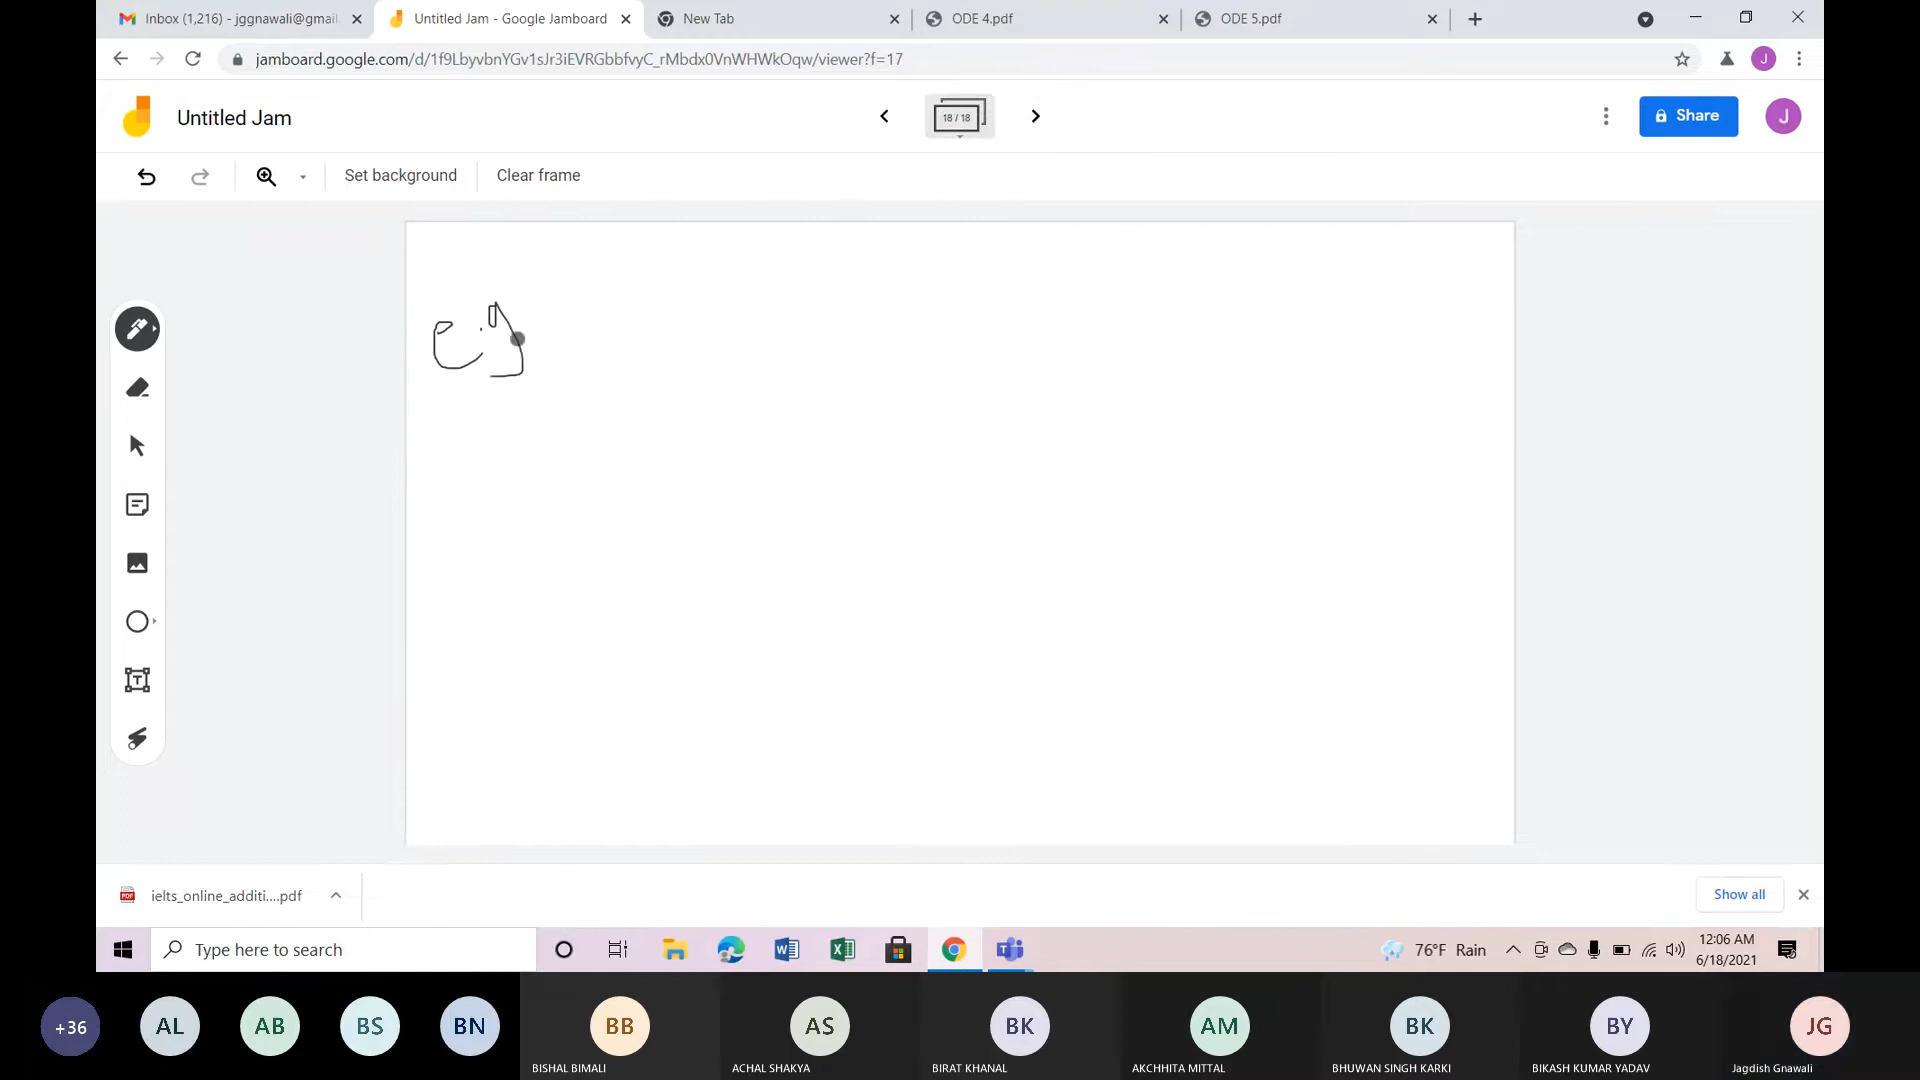 Inbox (1,216) - jggnawali@gmail.
Untitled Jam - Google Jamboard
New Tab
ODE 4.pdf
ODE 5.pdf
jamboard.google.com/d/1f9LbyvbnYGv1sJr3iEVRGbbfvyC_rMbdx0VnWHWkOqw/viewer?f=17
J
Untitled Jam
18 / 18
Share
J
Set background
Clear frame
ielts_online_additi....pdf
Show all
Type here to search
76°F Rain
12:06 AM
6/18/2021
+36
AL
AB
BS
BN
BB
AS
BK
AM
BK
BY
JG
BISHAL BIMALI
ACHAL SHAKYA
BIRAT KHANAL
AKCHHITA MITTAL
BHUWAN SINGH KARKI
BIKASH KUMAR YADAV
Jagdish Gnawali